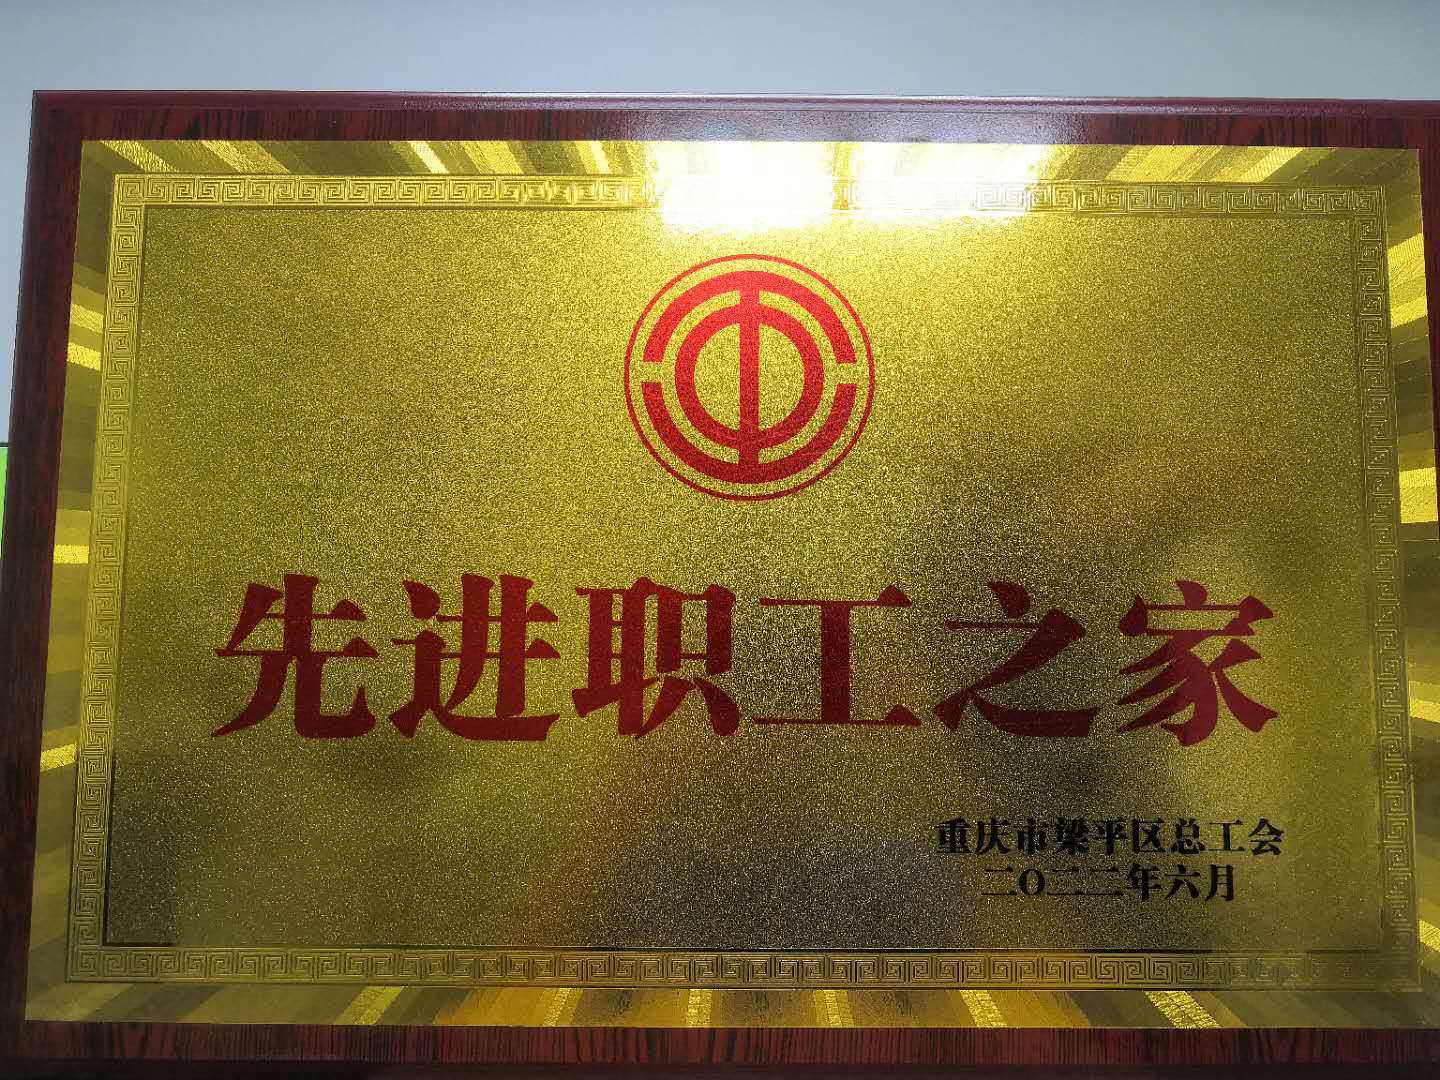 先进职工之家
重庆市梁平区总工会
二O二二年六月